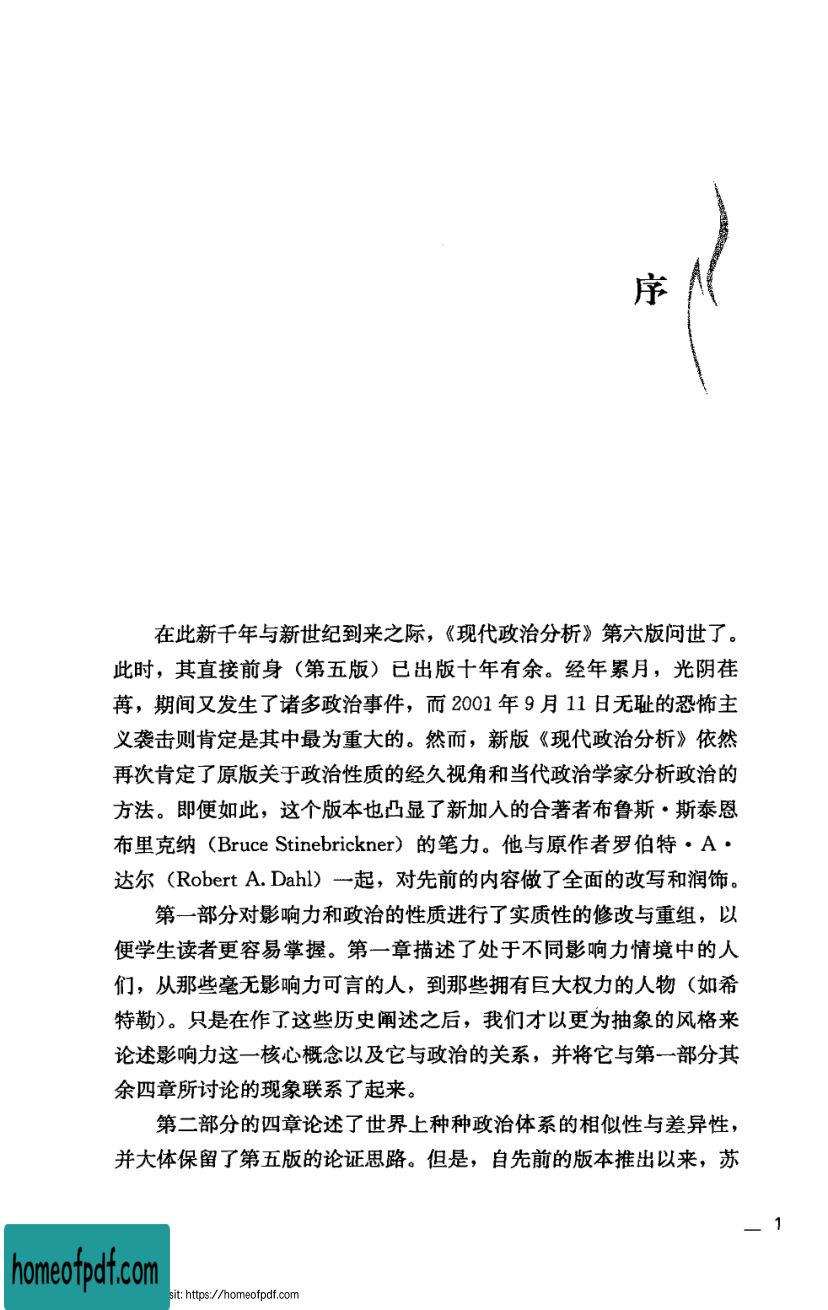 序
在此新千年与新世纪到来之际，《现代政治分析》第六版问世了。
此时，其直接前身（第五版）已出版十年有余。经年累月，光阴荏
苒，期间又发生了诸多政治事件，而 2001 年 9 月 11 日无耻的恐怖主
义袭击则肯定是其中最为重大的。然而，新版《现代政治分析》依然
再次肯定了原版关于政治性质的经久视角和当代政治学家分析政治的
方法。即便如此，这个版本也凸显了新加入的合著者布鲁斯·斯泰恩
布里克纳（Bruce Stinebrickner）的笔力。他与原作者罗伯特·A·
达尔（Robert A. Dahl）一起，对先前的内容做了全面的改写和润饰。
第一部分对影响力和政治的性质进行了实质性的修改与重组，以
便学生读者更容易掌握。第一章描述了处于不同影响力情境中的人
们，从那些毫无影响力可言的人，到那些拥有巨大权力的人物（如希
特勒）。只是在作了这些历史阐述之后，我们才以更为抽象的风格来
论述影响力这一核心概念以及它与政治的关系，并将它与第一部分其
余四章所讨论的现象联系了起来。
第二部分的四章论述了世界上种种政治体系的相似性与差异性，
并大体保留了第五版的论证思路。但是，自先前的版本推出以来，苏
1
homeofpdf.com
sit: https://homeofpdf.com